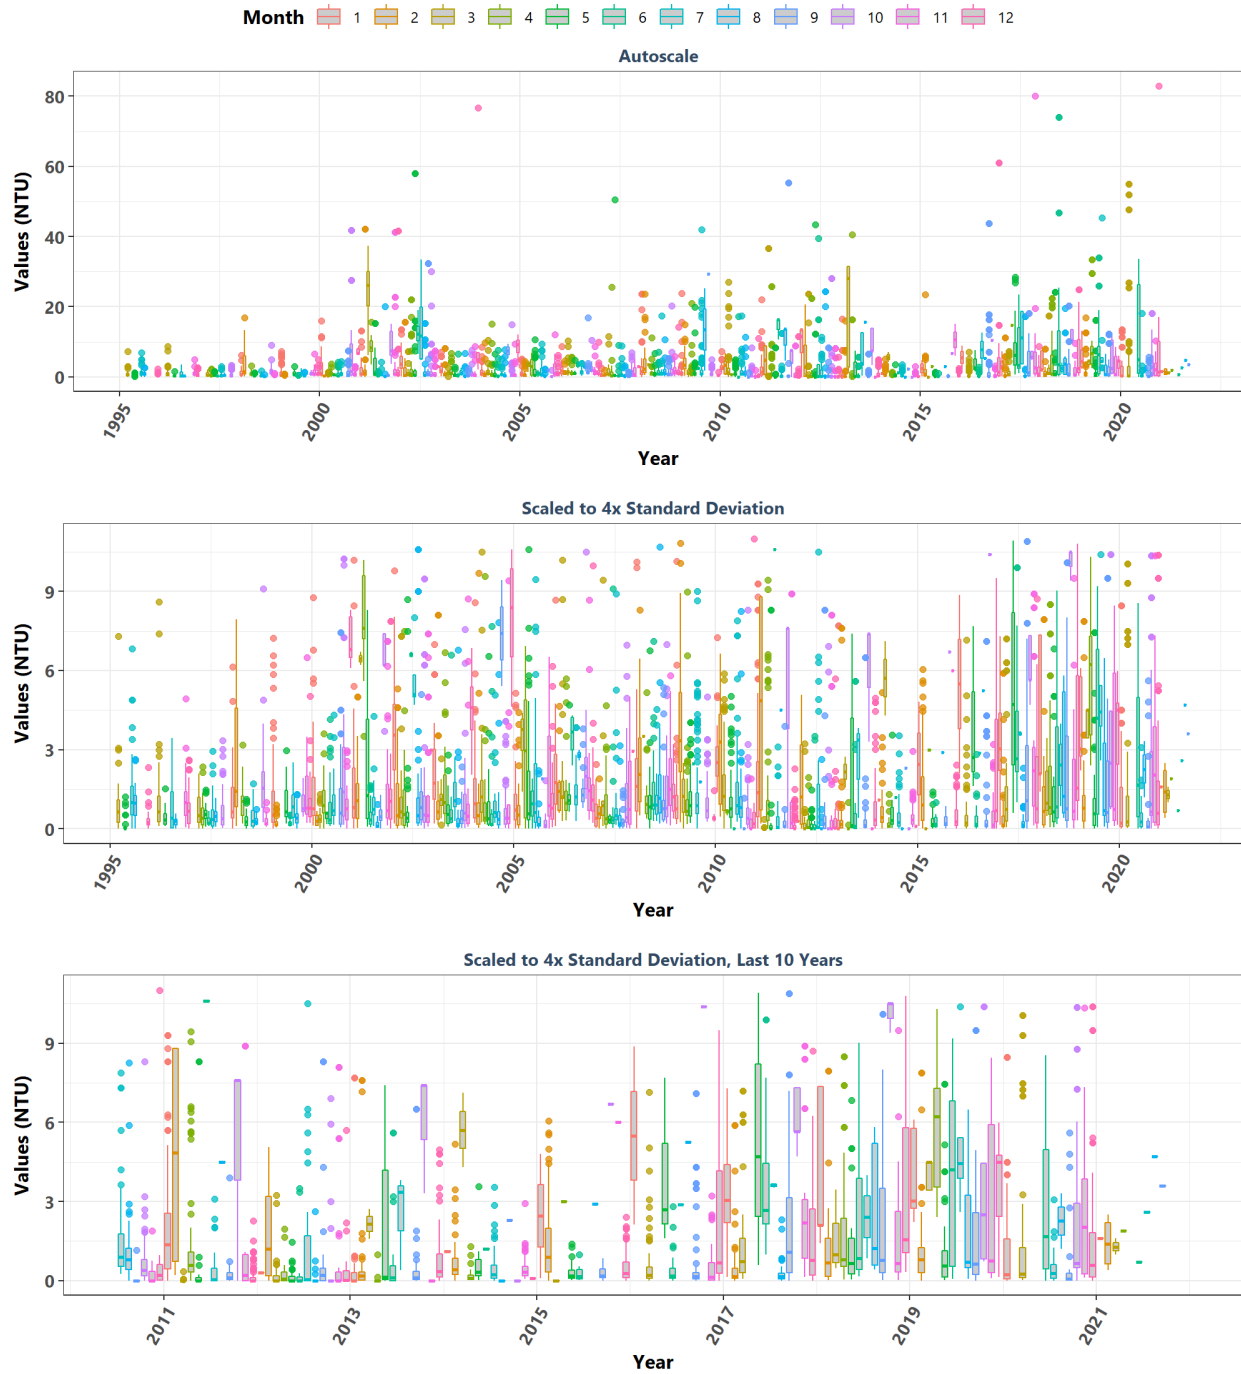 Month 1 2 3 4 5 6 7 8 9 10 11 12
Autoscale
80
60
40
20
0
Values (NTU)
1995 2000 2005 2010 2015 2020
Year
Scaled to 4x Standard Deviation
9
6
3
0
Values (NTU)
1995 2000 2005 2010 2015 2020
Year
Scaled to 4x Standard Deviation, Last 10 Years
9
6
3
0
Values (NTU)
2011 2013 2015 2017 2019 2021
Year